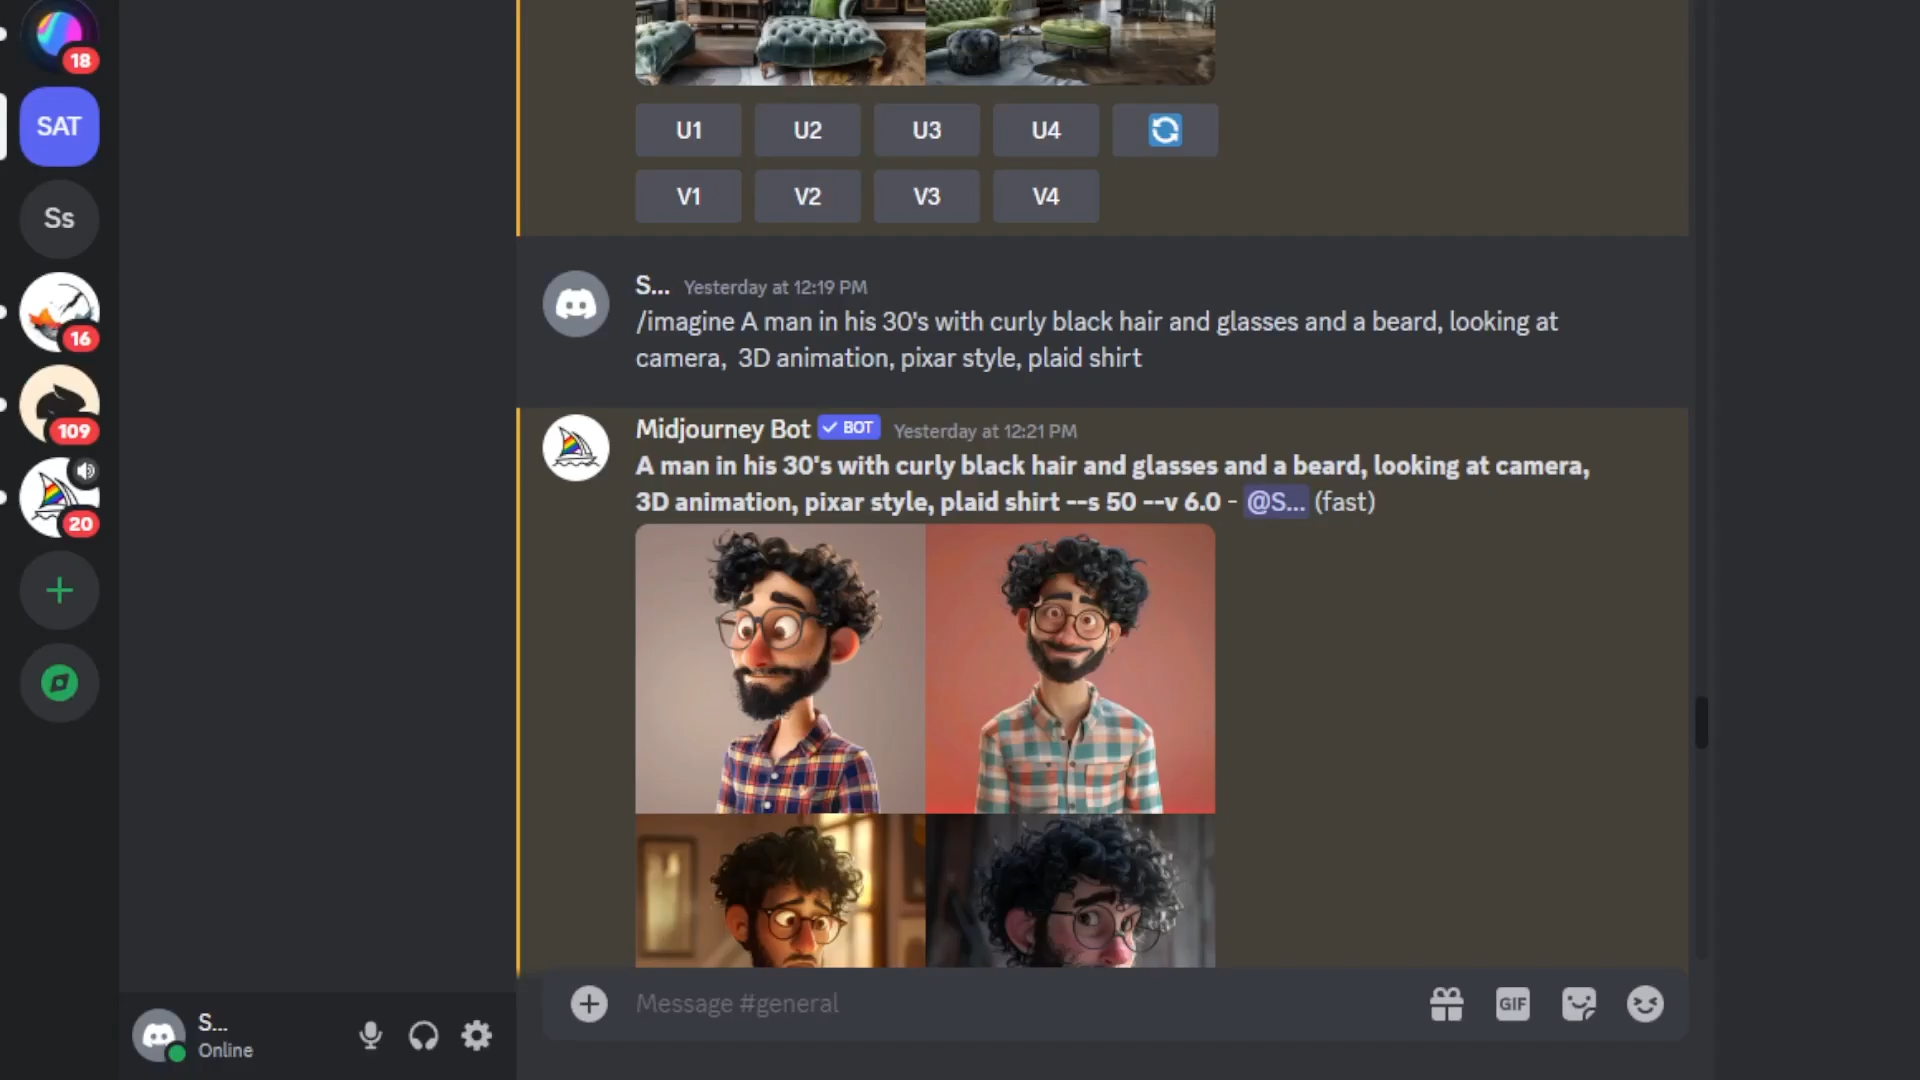 18
SAT
Ss
16
109
20
U1 U2 U3 U4
V1 V2 V3 V4
S... Yesterday at 12:19 PM
/imagine A man in his 30's with curly black hair and glasses and a beard, looking at
camera, 3D animation, pixar style, plaid shirt
Midjourney Bot BOT Yesterday at 12:21 PM
A man in his 30's with curly black hair and glasses and a beard, looking at camera,
3D animation, pixar style, plaid shirt --s 50 --v 6.0 - @S... (fast)
Message #general
GIF
S...
Online